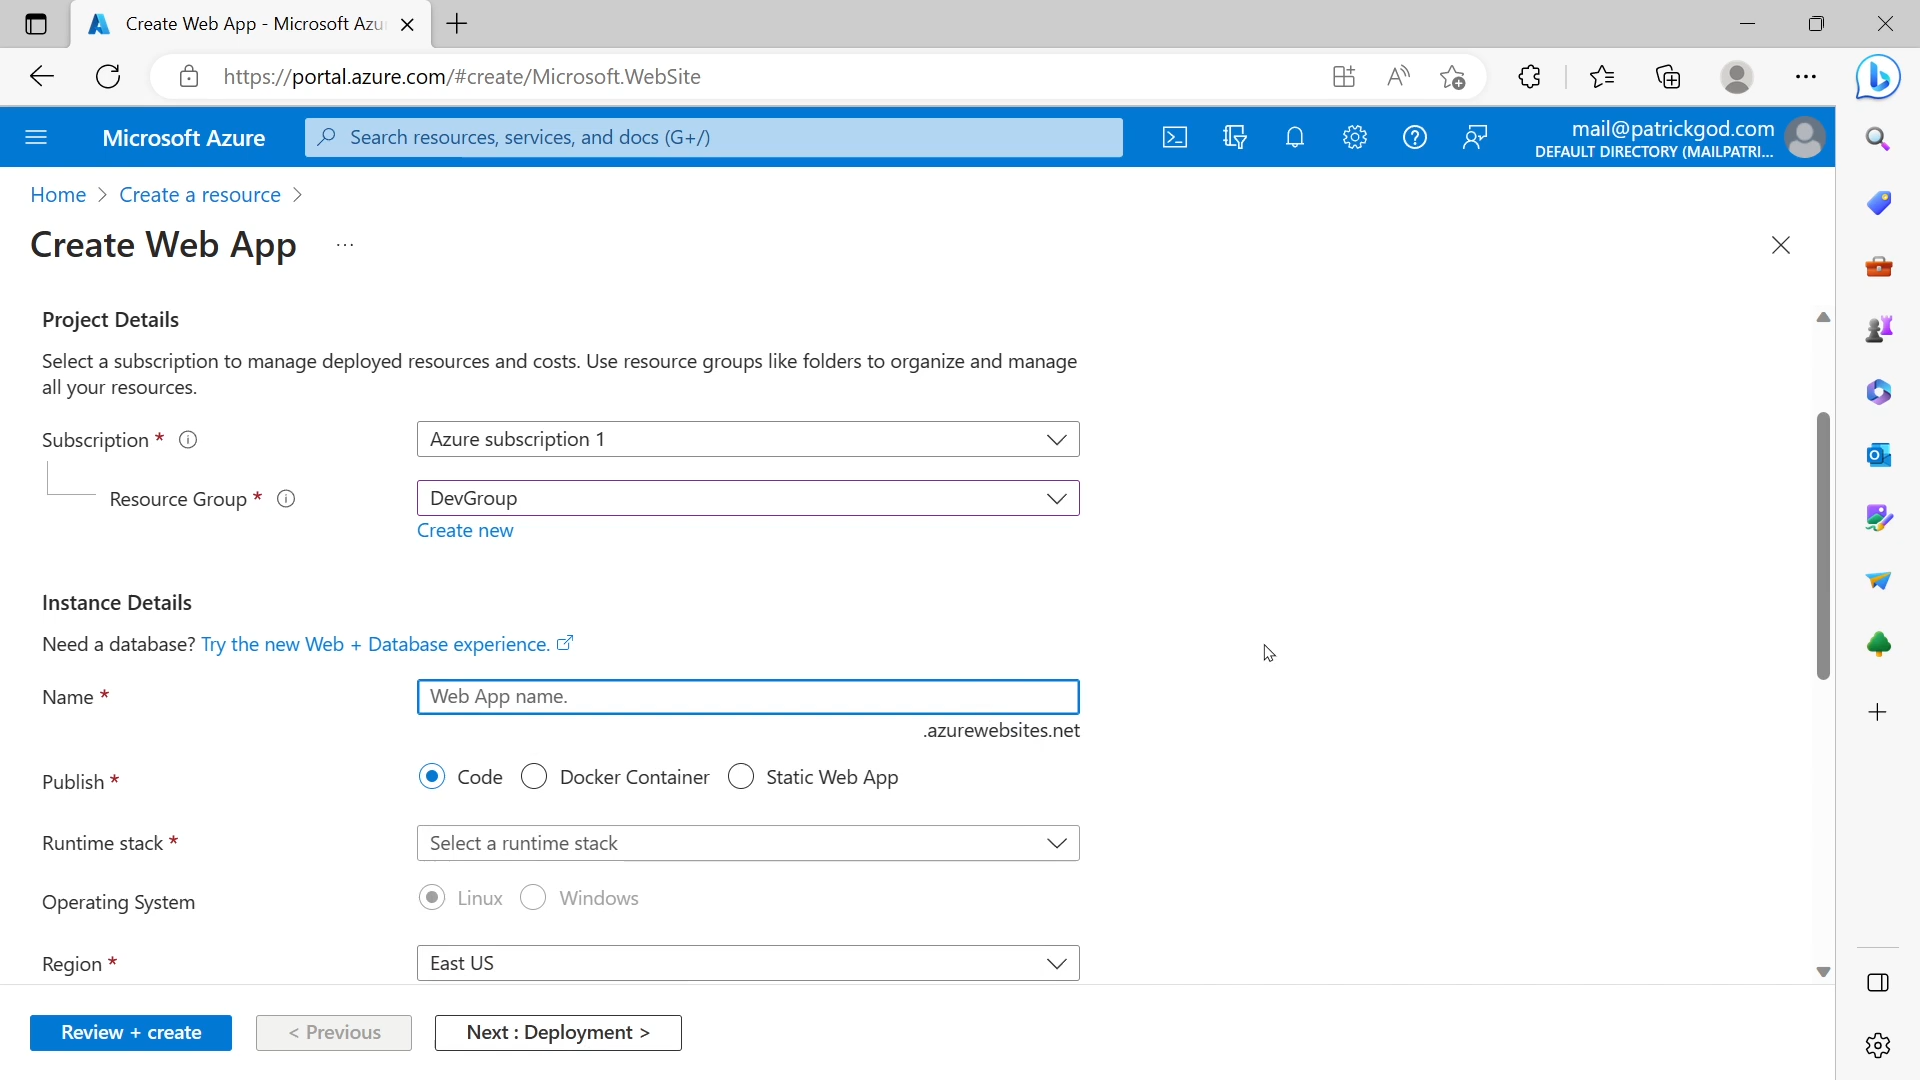 Create Web App - Microsoft Azu
https://portal.azure.com/#create/Microsoft.WebSite
Microsoft Azure
Search resources, services, and docs (G+/)
mail@patrickgod.com
DEFAULT DIRECTORY (MAILPATRI...
Home > Create a resource >
Create Web App ...
Project Details
Select a subscription to manage deployed resources and costs. Use resource groups like folders to organize and manage
all your resources.
Subscription * Azure subscription 1
Resource Group * DevGroup
Create new
Instance Details
Need a database? Try the new Web + Database experience.
Name * Web App name.
.azurewebsites.net
Publish * Code Docker Container Static Web App
Runtime stack * Select a runtime stack
Operating System Linux Windows
Region * East US
Review + create < Previous Next : Deployment >